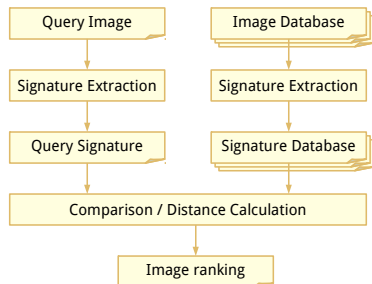 Query Image
Image Database
Signature Extraction
Signature Extraction
Query Signature
Signature Database
Comparison / Distance Calculation
Image ranking